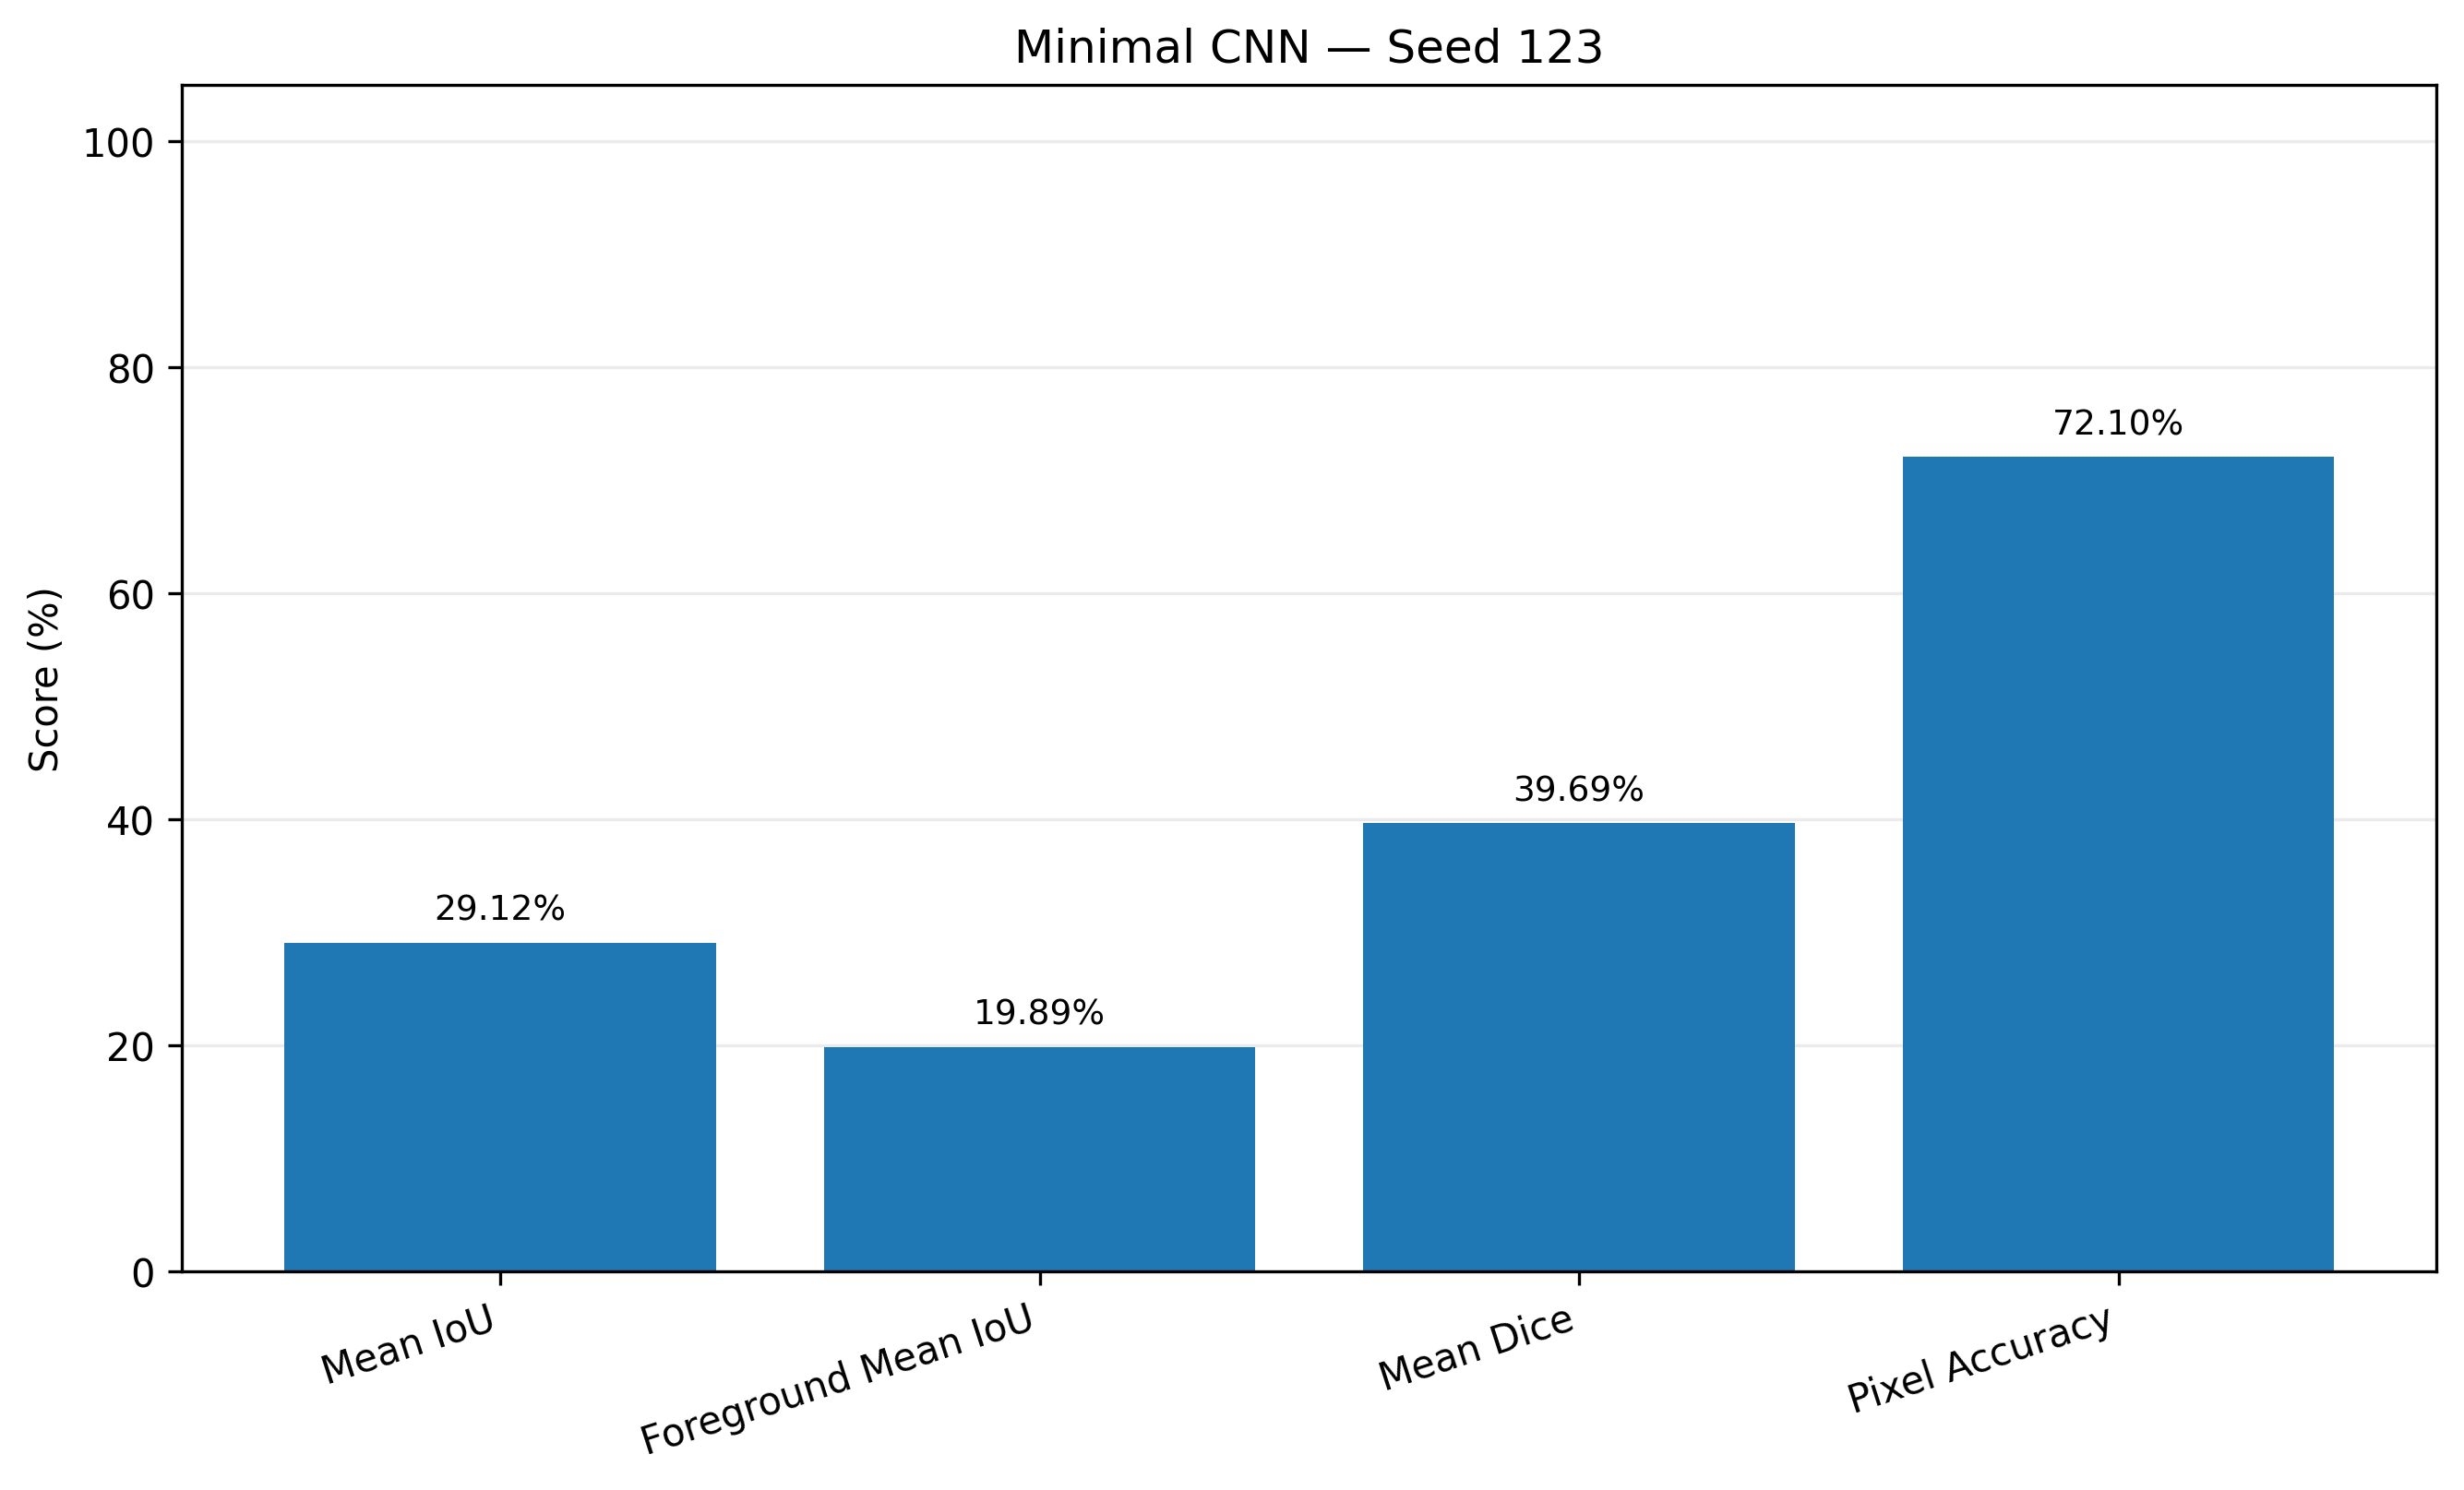 Minimal CNN — Seed 123
Score (%)
100
80
60
40
20
0
29.12%
19.89%
39.69%
72.10%
Mean IoU
Foreground Mean IoU
Mean Dice
Pixel Accuracy